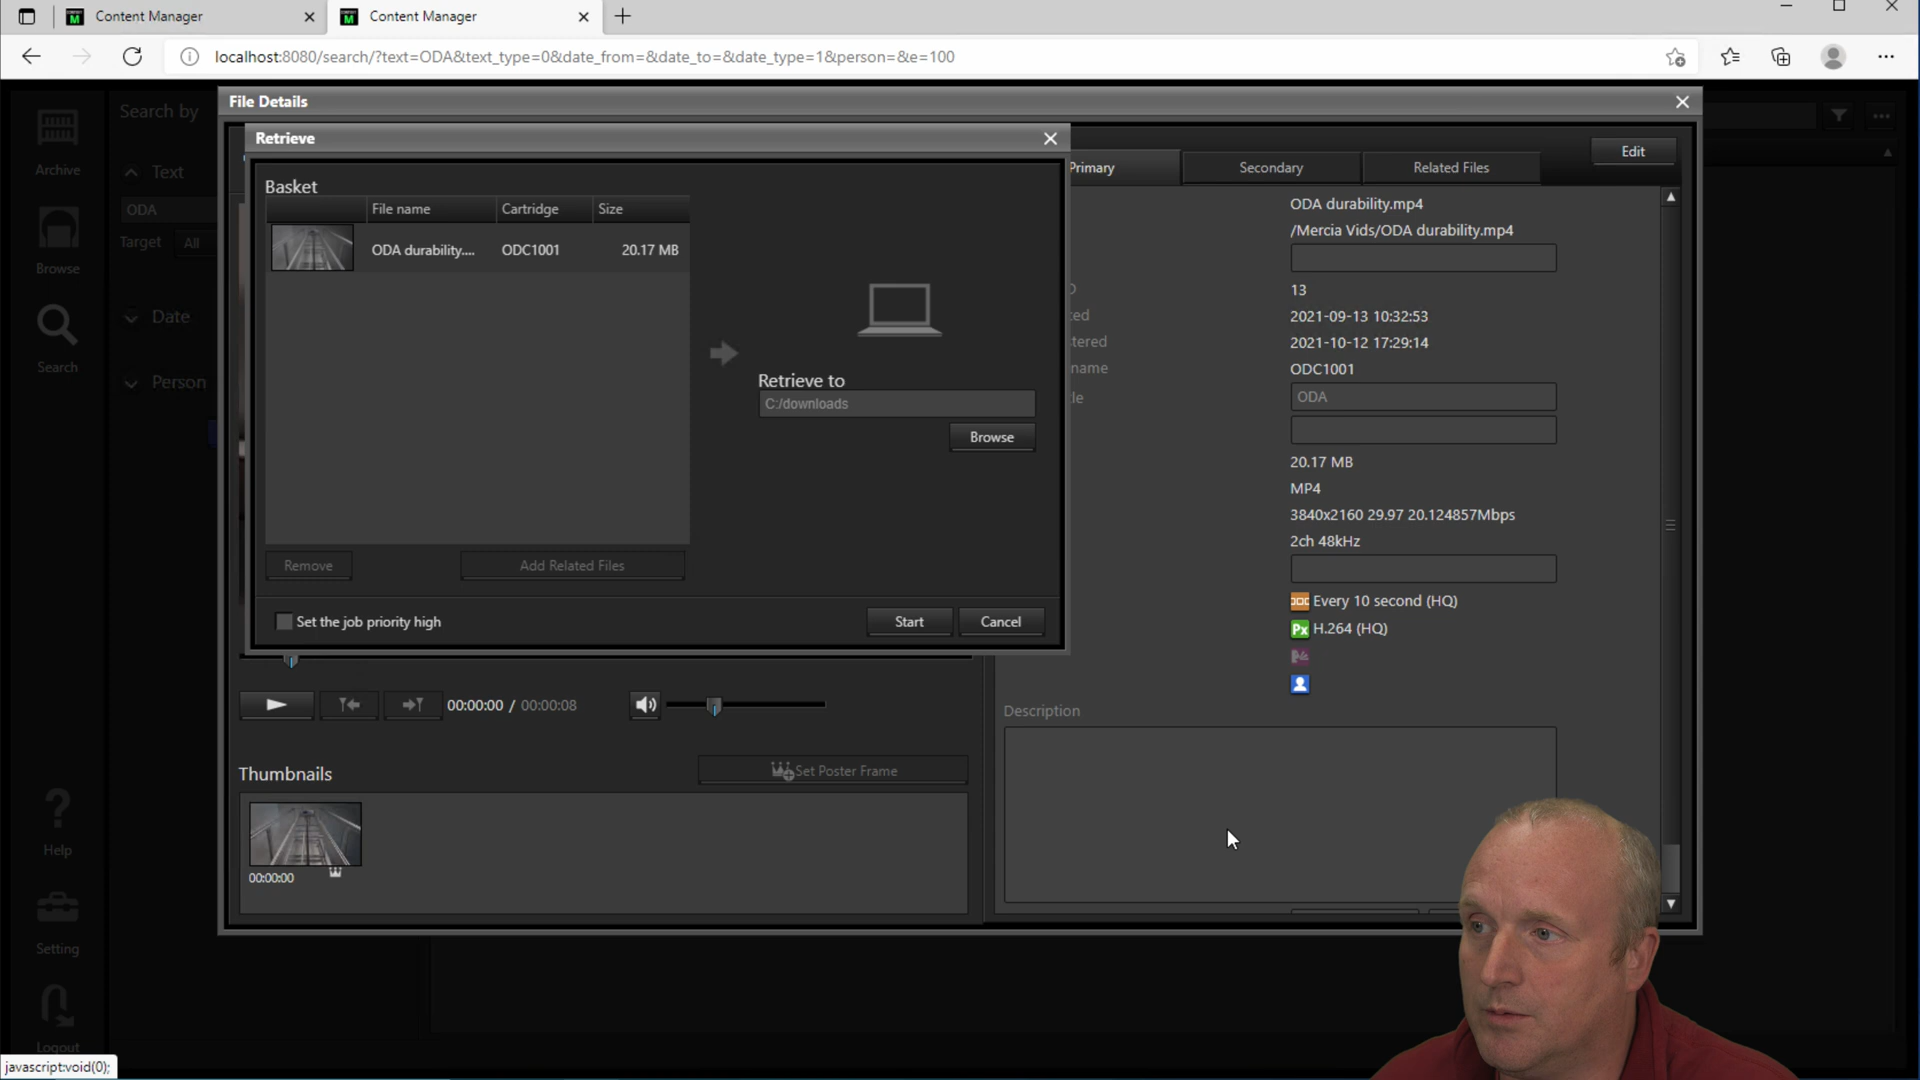 Content Manager
Content Manager
localhost:8080/search/?text=ODA&text_type=0&date_from=&date_to=&date_type=1&person=&e=100
File Details
Search by
Archive
Text
ODA
Target All
Browse
Date
Search
Person
Help
Setting
Logout
Retrieve
Basket
File name Cartridge Size
ODA durability.... ODC1001 20.17 MB
Retrieve to
C:/downloads
Browse
Remove Add Related Files
Set the job priority high Start Cancel
00:00:00 / 00:00:08
Thumbnails Set Poster Frame
00:00:00
Edit
Primary Secondary Related Files
ODA durability.mp4
/Mercia Vids/ODA durability.mp4
13
2021-09-13 10:32:53
2021-10-12 17:29:14
name ODC1001
ODA
20.17 MB
MP4
3840x2160 29.97 20.124857Mbps
2ch 48kHz
Every 10 second (HQ)
Px H.264 (HQ)
Description
javascript:void(0);